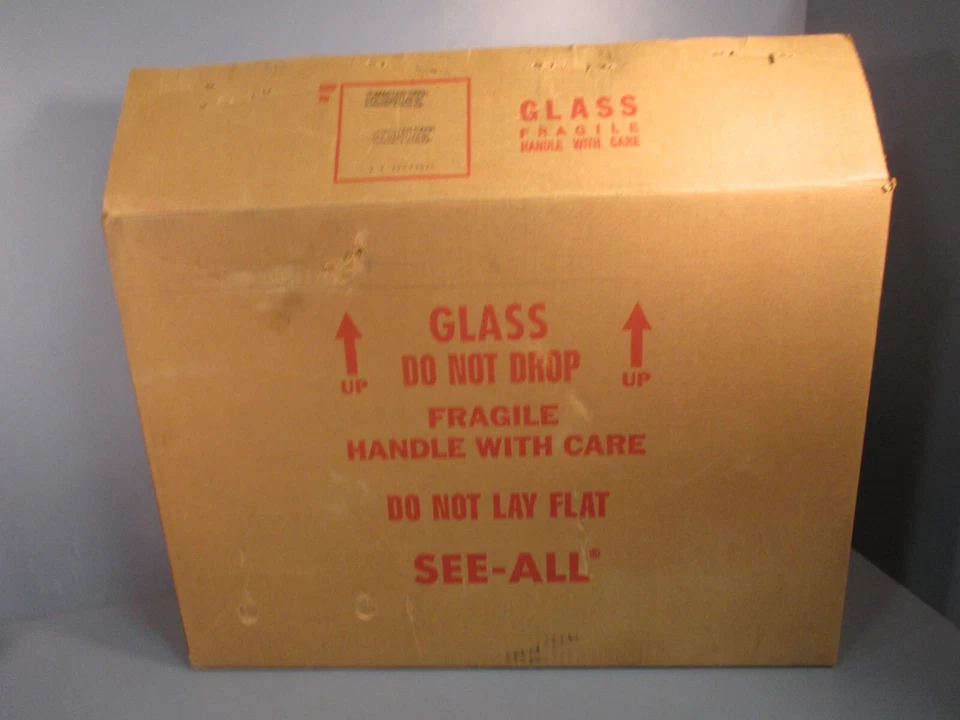 GLASS
FRAGILE
HANDLE WITH CARE
GLASS
DO NOT DROP
UP
UP
FRAGILE
HANDLE WITH CARE
DO NOT LAY FLAT
SEE-ALL®